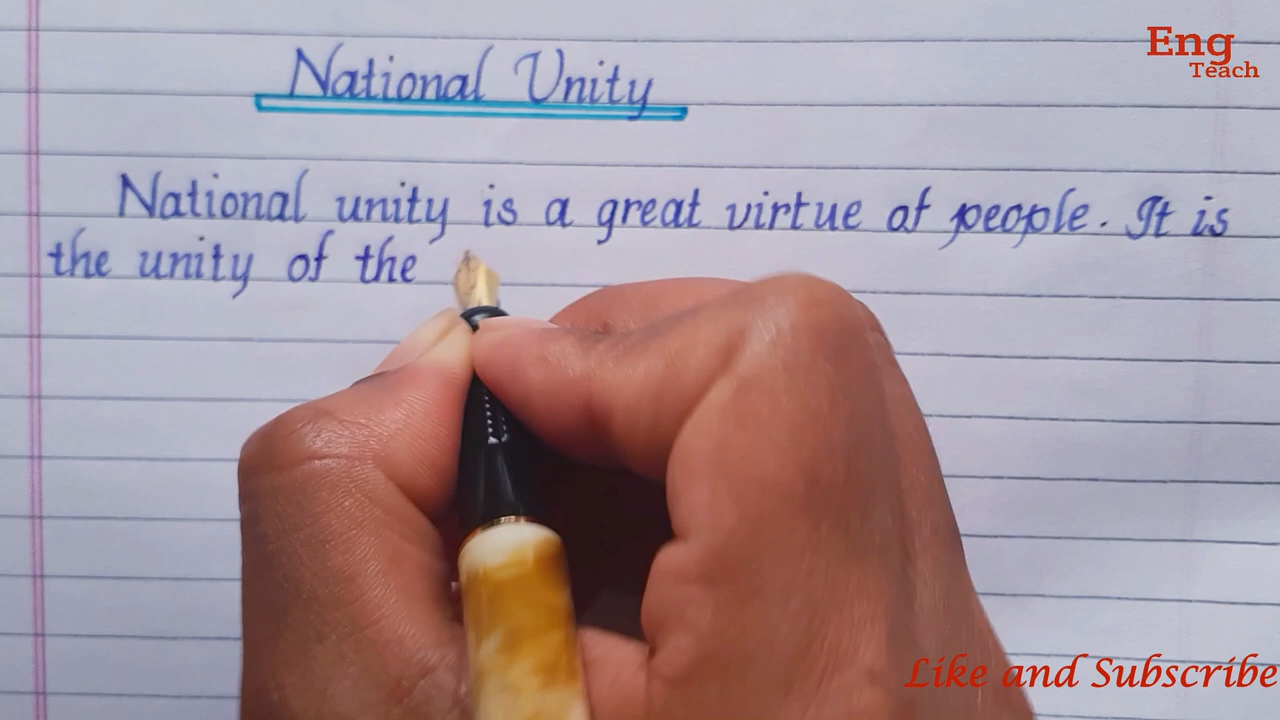 National Unity
National unity is a great virtue of people. It is
the unity of the
Eng
Teach
Like and Subscribe